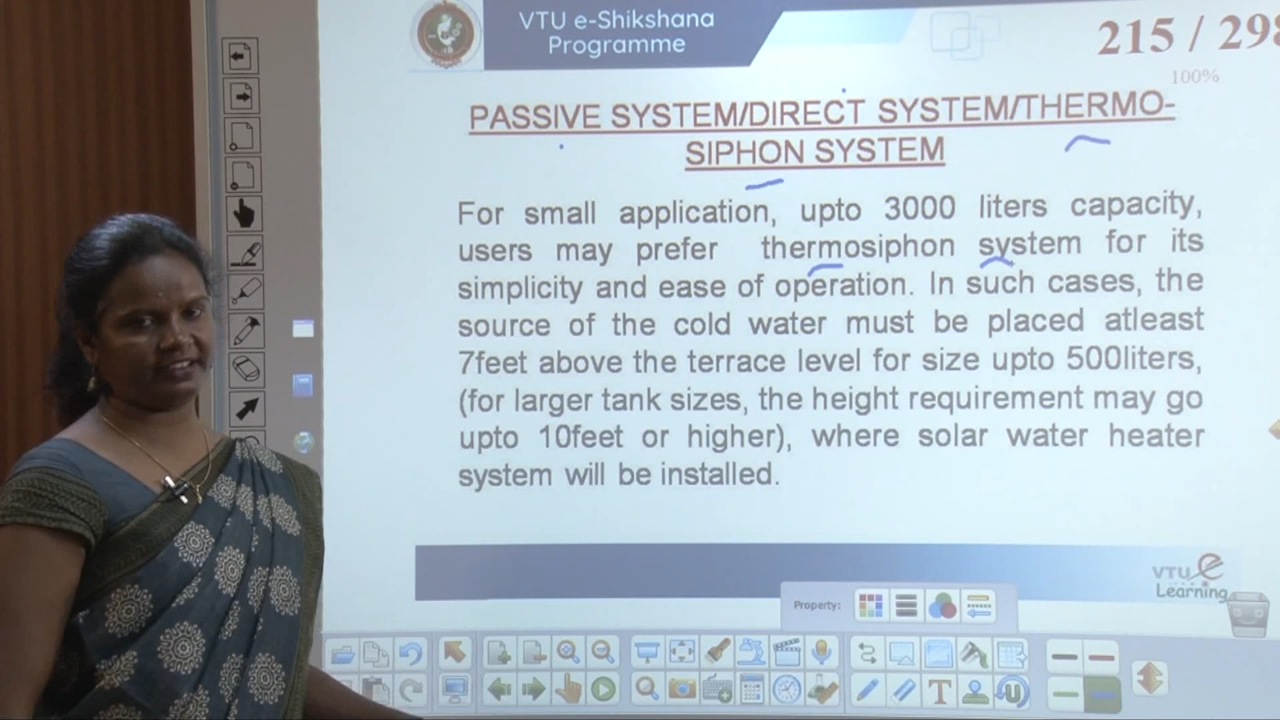 VTU e-Shikshana
Programme
215 / 298
100%
PASSIVE SYSTEM/DIRECT SYSTEM/THERMO-
SIPHON SYSTEM
For small application, upto 3000 liters capacity,
users may prefer thermosiphon system for its
simplicity and ease of operation. In such cases, the
source of the cold water must be placed atleast
7feet above the terrace level for size upto 500liters,
(for larger tank sizes, the height requirement may go
upto 10feet or higher), where solar water heater
system will be installed.
VTU e
Learning
Property: